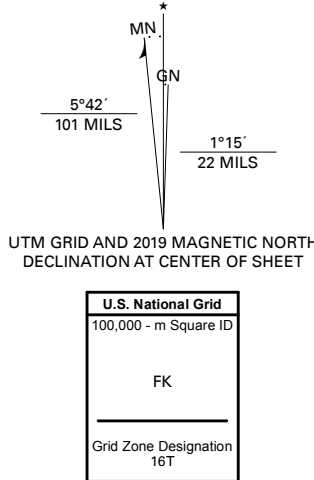 ★
MN
GN
5°42´
101 MILS
1°15´
22 MILS
UTM GRID AND 2019 MAGNETIC NORTH
DECLINATION AT CENTER OF SHEET
U.S. National Grid
100,000 - m Square ID
FK
Grid Zone Designation
16T